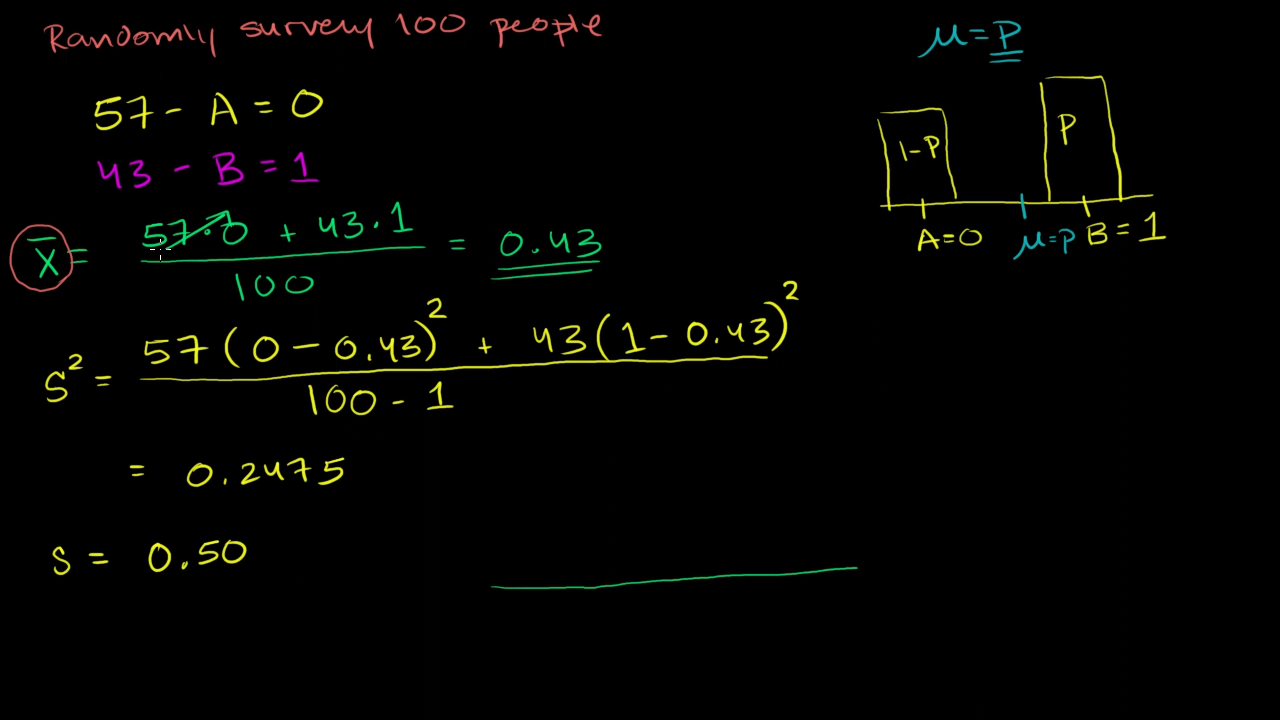 Randomly survey 100 people
57 - A = 0
43 - B = 1
x̄ = (57·0 + 43·1) / 100 = 0.43
s² = (57(0 - 0.43)² + 43(1 - 0.43)²) / (100 - 1)
= 0.2475
s = 0.50
μ = P
1-P
P
A=0
μ=p
B=1